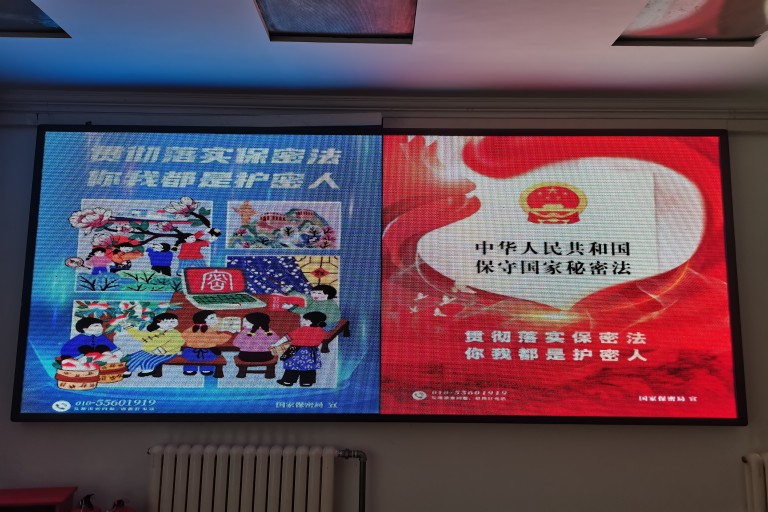 贯彻落实保密法
你我都是护密人
密
010-55601919
国家保密局 宣
中华人民共和国
保守国家秘密法
贯彻落实保密法
你我都是护密人
010-55601919
国家保密局 宣